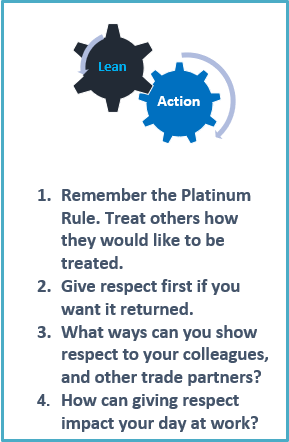 Lean
Action
1. Remember the Platinum
Rule. Treat others how
they would like to be
treated.
2. Give respect first if you
want it returned.
3. What ways can you show
respect to your colleagues,
and other trade partners?
4. How can giving respect
impact your day at work?